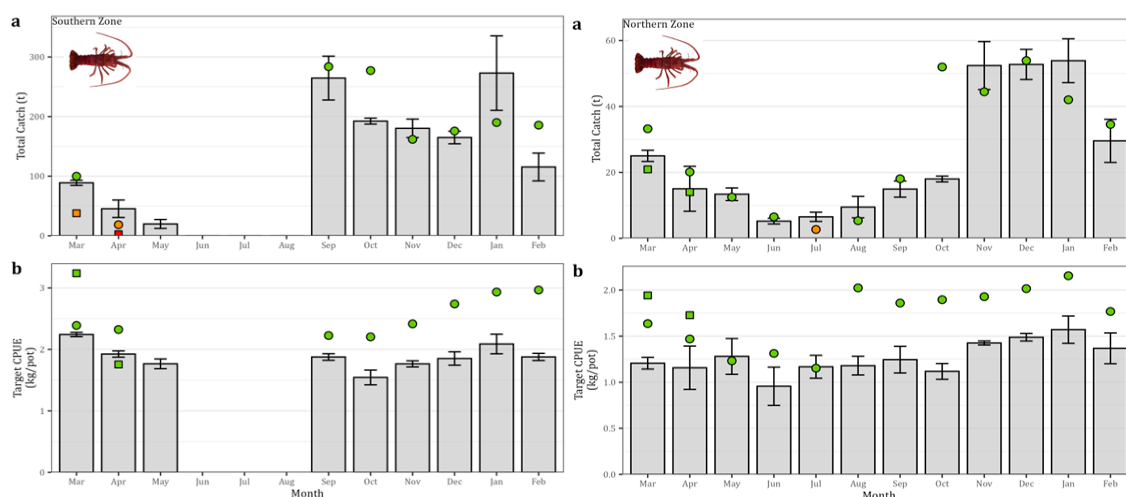 a
Southern Zone
Total Catch (t)
300
200
100
0
Mar Apr May Jun Jul Aug Sep Oct Nov Dec Jan Feb
b
Target CPUE
(kg/pot)
3
2
1
0
Mar Apr May Jun Jul Aug Sep Oct Nov Dec Jan Feb
Month
a
Northern Zone
Total Catch (t)
60
40
20
0
Mar Apr May Jun Jul Aug Sep Oct Nov Dec Jan Feb
b
Target CPUE
(kg/pot)
2.0
1.5
1.0
0.5
0.0
Mar Apr May Jun Jul Aug Sep Oct Nov Dec Jan Feb
Month